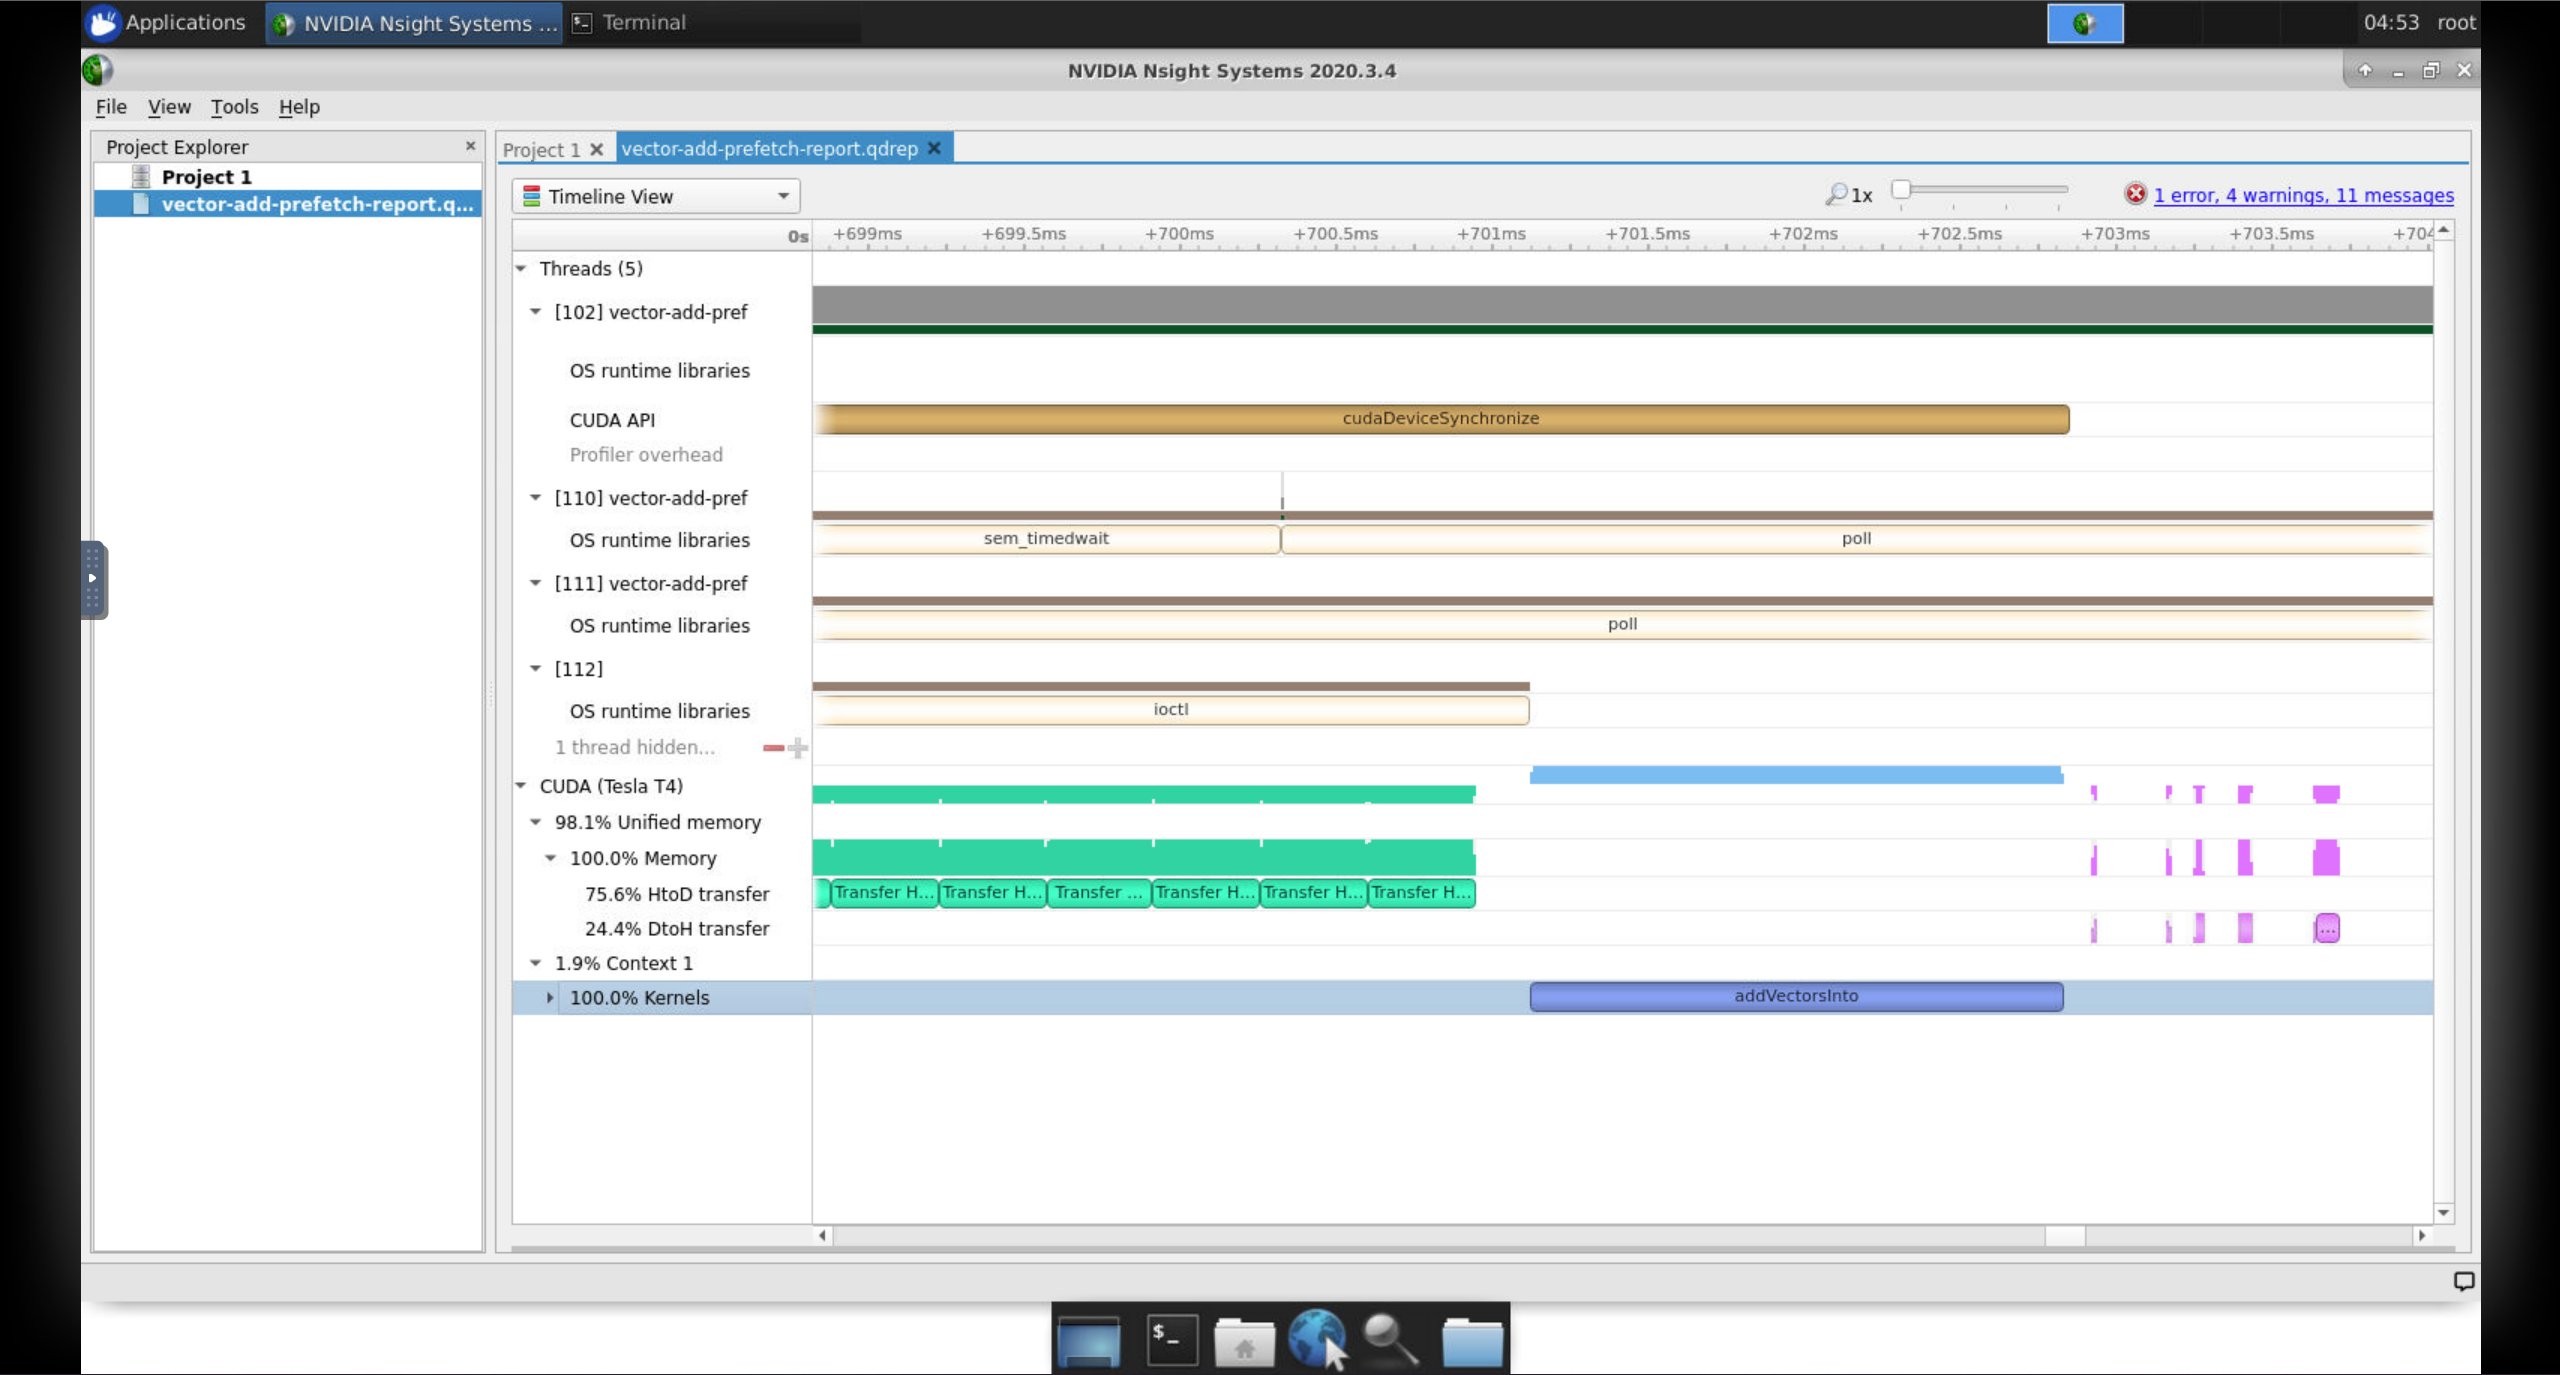 Applications NVIDIA Nsight Systems ... Terminal 04:53 root
NVIDIA Nsight Systems 2020.3.4
File View Tools Help
Project Explorer
Project 1
vector-add-prefetch-report.q...
Project 1 vector-add-prefetch-report.qdrep
Timeline View 1x 1 error, 4 warnings, 11 messages
0s +699ms +699.5ms +700ms +700.5ms +701ms +701.5ms +702ms +702.5ms +703ms +703.5ms +704
Threads (5)
[102] vector-add-pref
OS runtime libraries
CUDA API cudaDeviceSynchronize
Profiler overhead
[110] vector-add-pref
OS runtime libraries sem_timedwait poll
[111] vector-add-pref
OS runtime libraries poll
[112]
OS runtime libraries ioctl
1 thread hidden...
CUDA (Tesla T4)
98.1% Unified memory
100.0% Memory
75.6% HtoD transfer Transfer H... Transfer H... Transfer ... Transfer H... Transfer H... Transfer H...
24.4% DtoH transfer ...
1.9% Context 1
100.0% Kernels addVectorsInto
$_